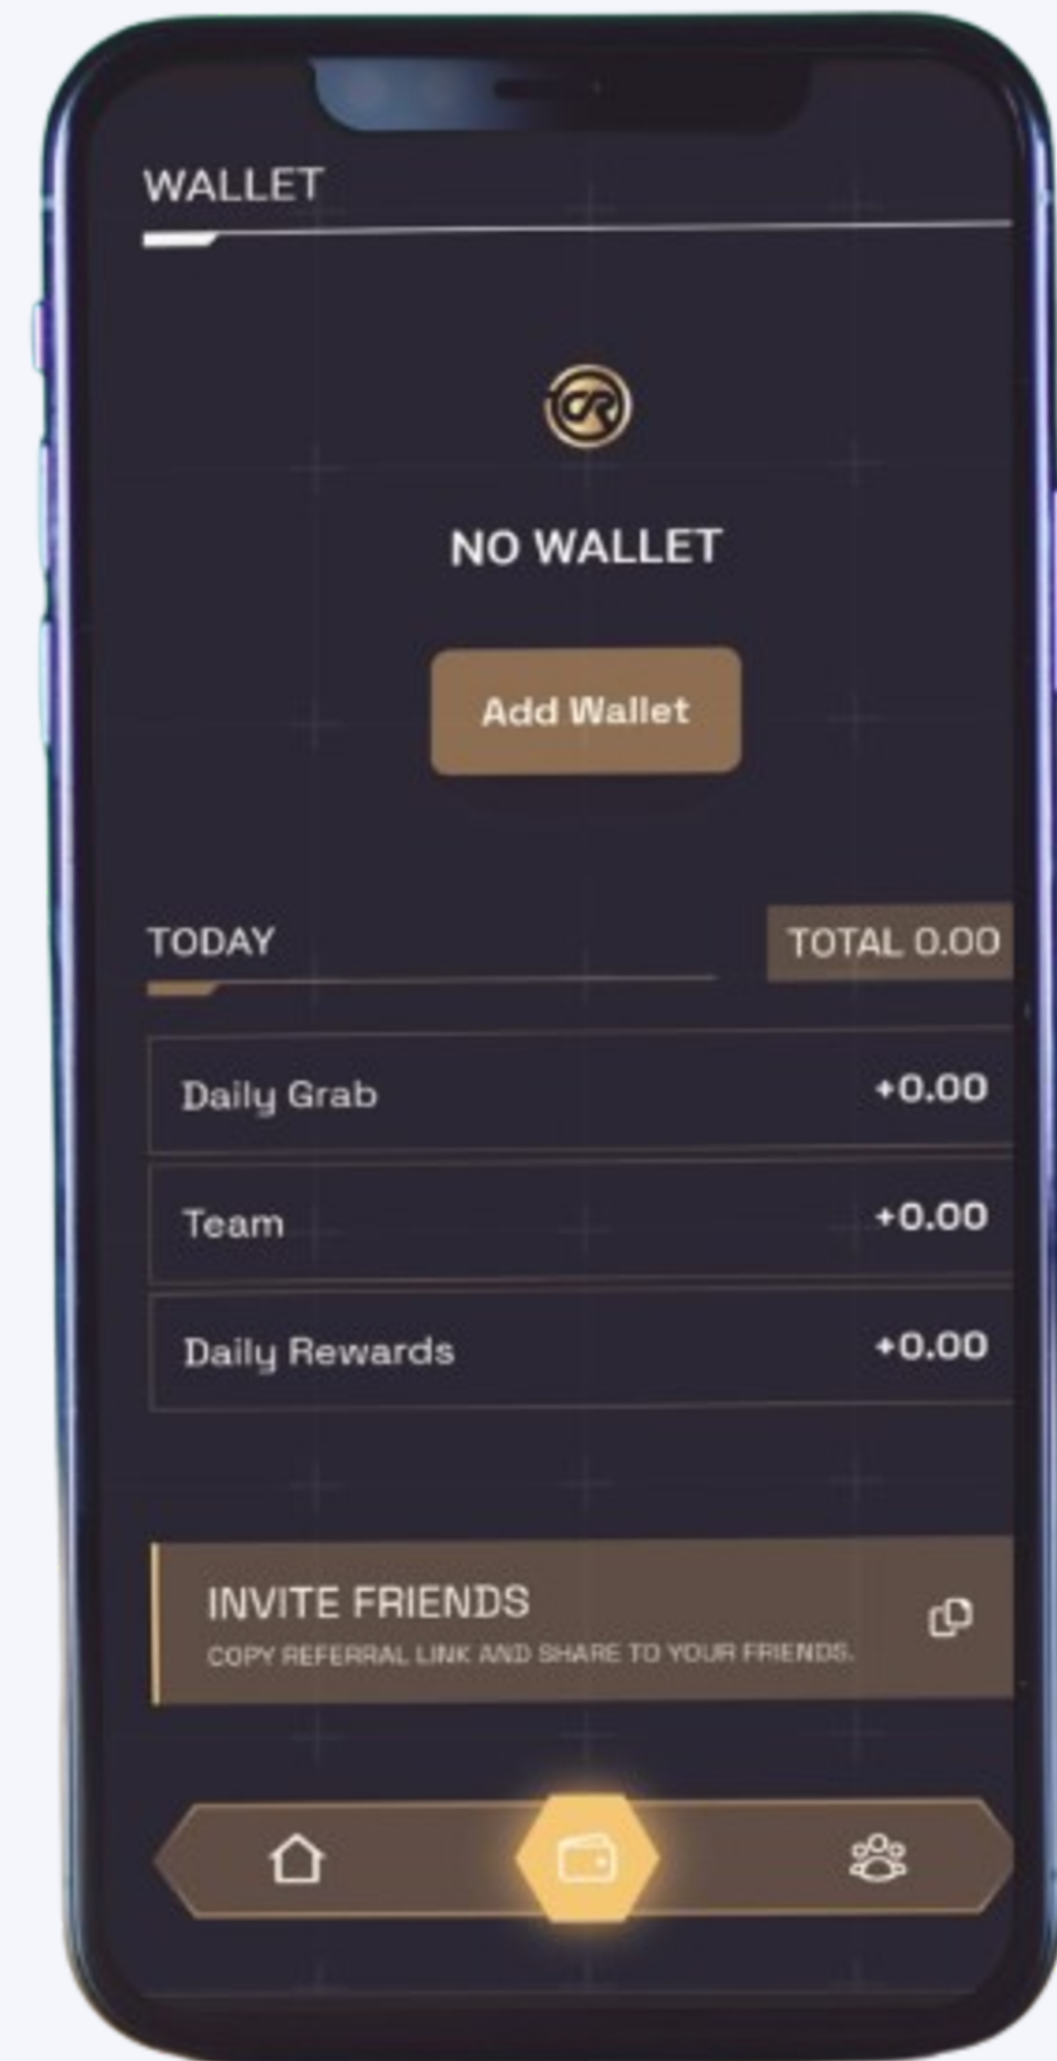 WALLET
NO WALLET
Add Wallet
TODAY
TOTAL 0.00
Daily Grab
+0.00
Team
+0.00
Daily Rewards
+0.00
INVITE FRIENDS
COPY REFERRAL LINK AND SHARE TO YOUR FRIENDS.